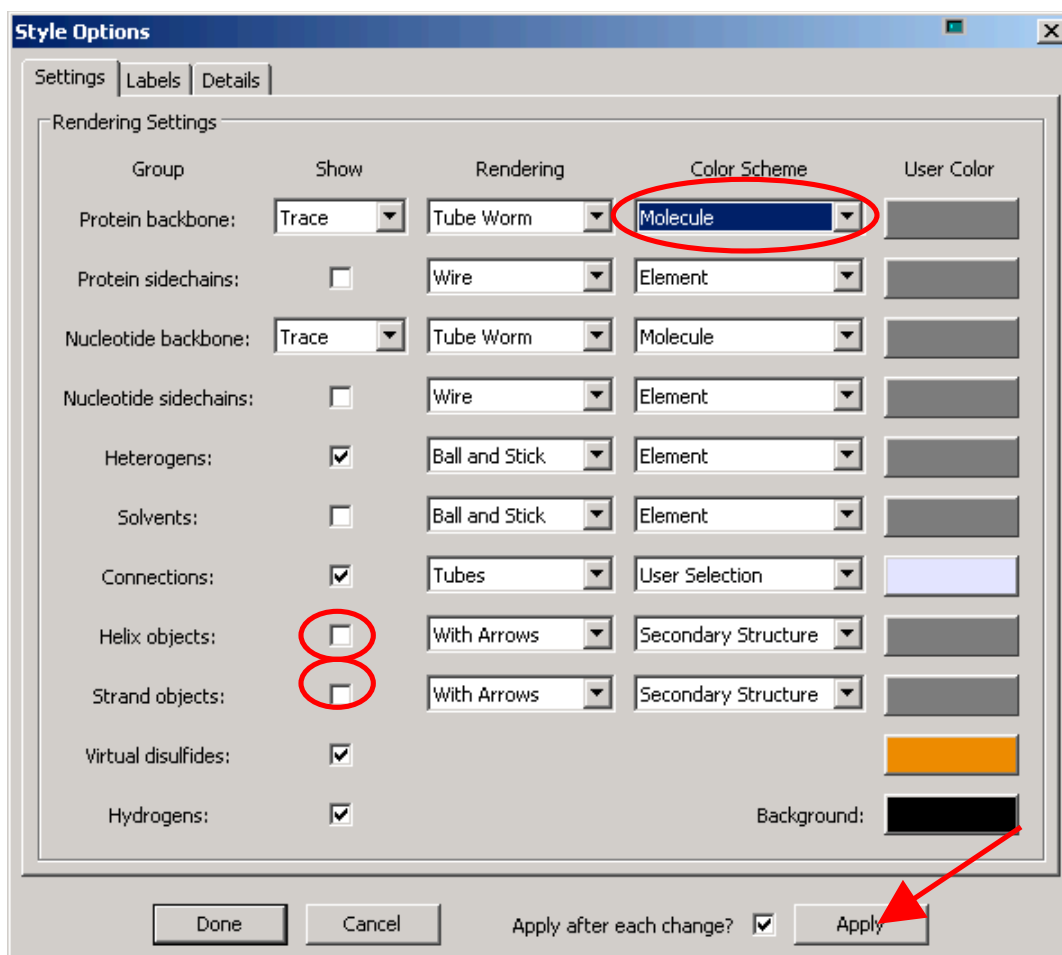 Style Options
Settings Labels Details
Rendering Settings
Group Show Rendering Color Scheme User Color
Protein backbone: Trace Tube Worm Molecule
Protein sidechains: Wire Element
Nucleotide backbone: Trace Tube Worm Molecule
Nucleotide sidechains: Wire Element
Heterogens: Ball and Stick Element
Solvents: Ball and Stick Element
Connections: Tubes User Selection
Helix objects: With Arrows Secondary Structure
Strand objects: With Arrows Secondary Structure
Virtual disulfides:
Hydrogens: Background:
Done Cancel Apply after each change? Apply